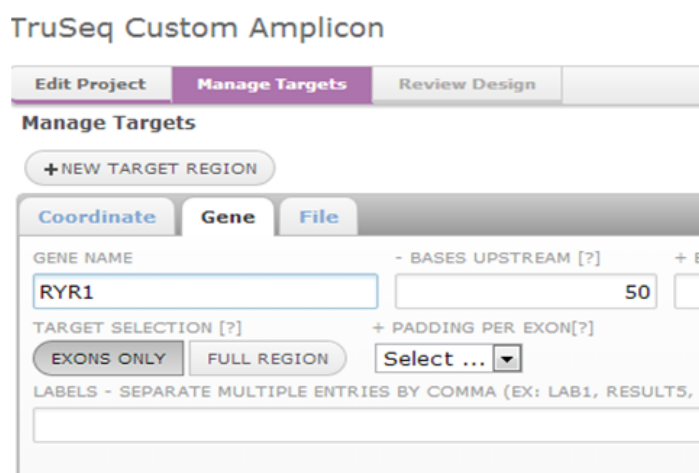 TruSeq Custom Amplicon
Edit Project Manage Targets Review Design
Manage Targets
+NEW TARGET REGION
Coordinate Gene File
GENE NAME - BASES UPSTREAM [?] +
RYR1 50
TARGET SELECTION [?] + PADDING PER EXON[?]
EXONS ONLY FULL REGION Select ...
LABELS - SEPARATE MULTIPLE ENTRIES BY COMMA (EX: LAB1, RESULT5,